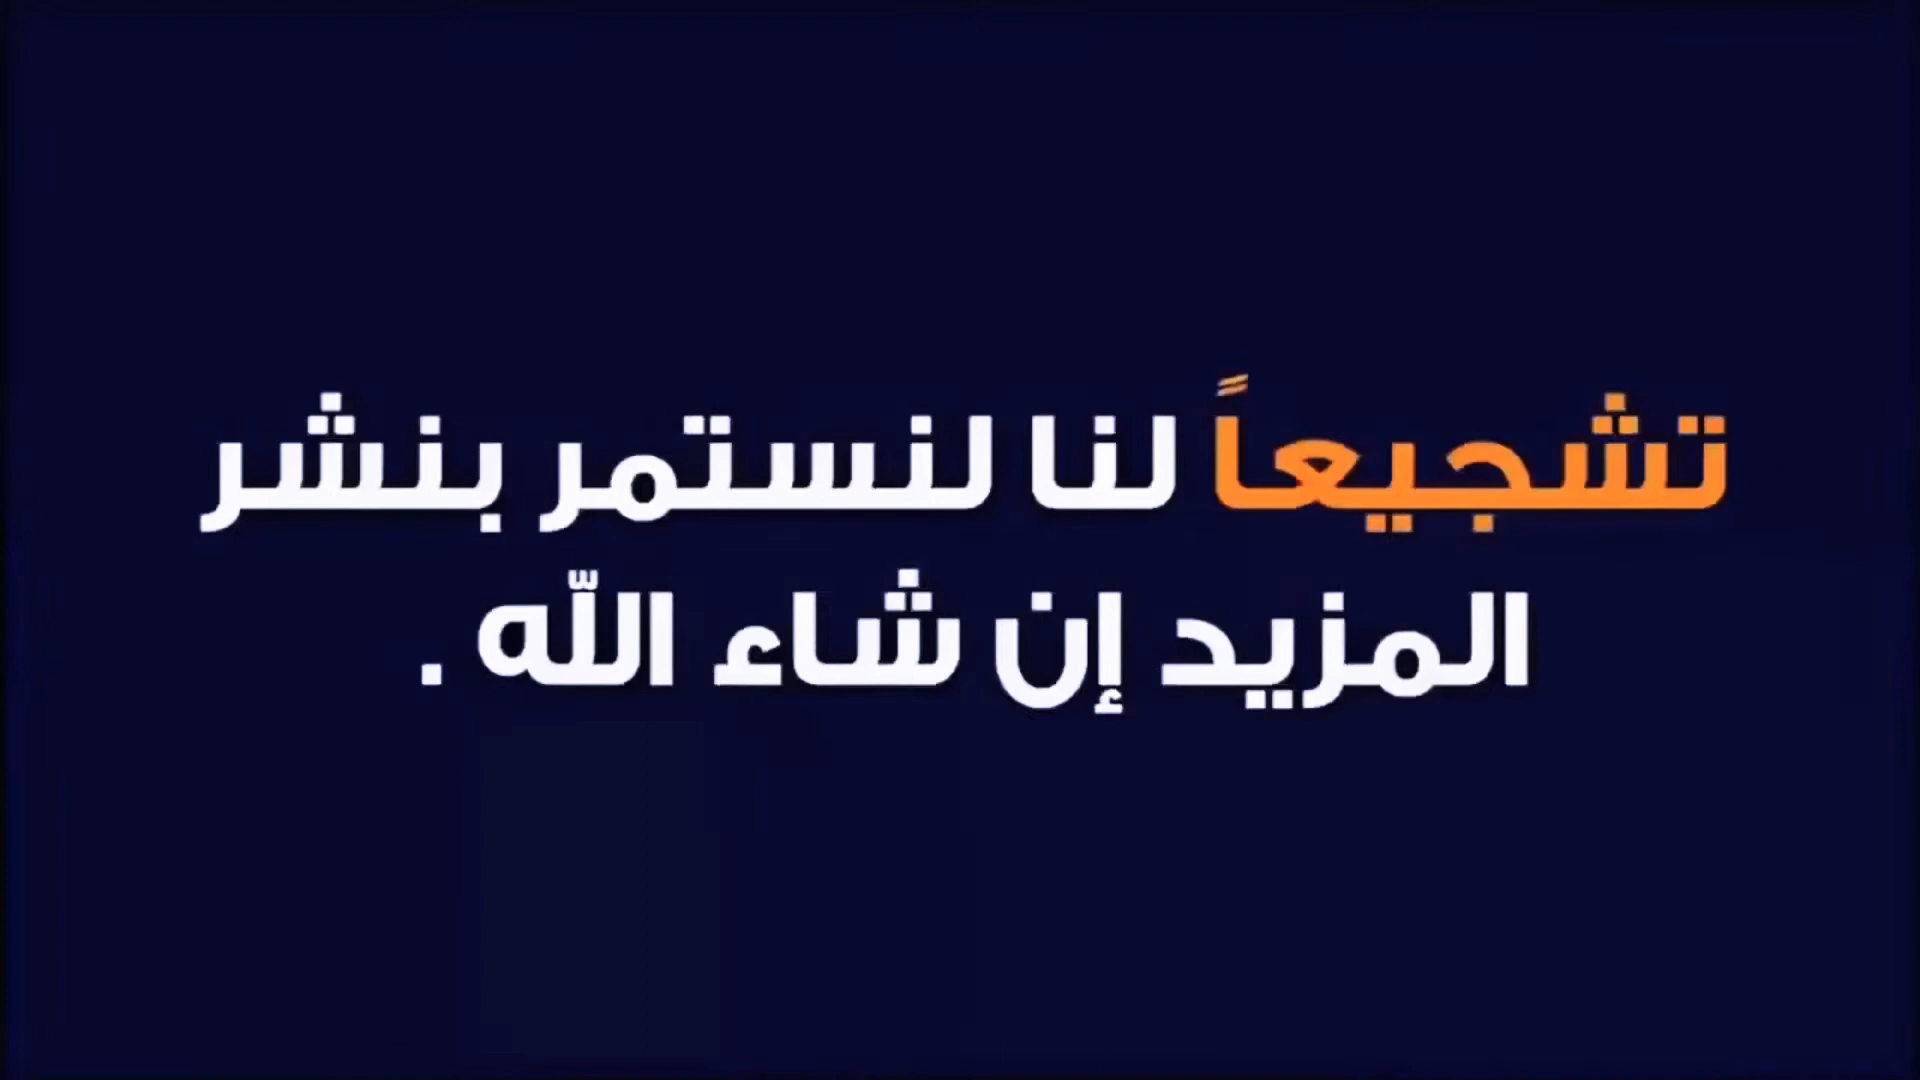 تشجيعاً لنا لنستمر بنشر
المزيد إن شاء اللّه .